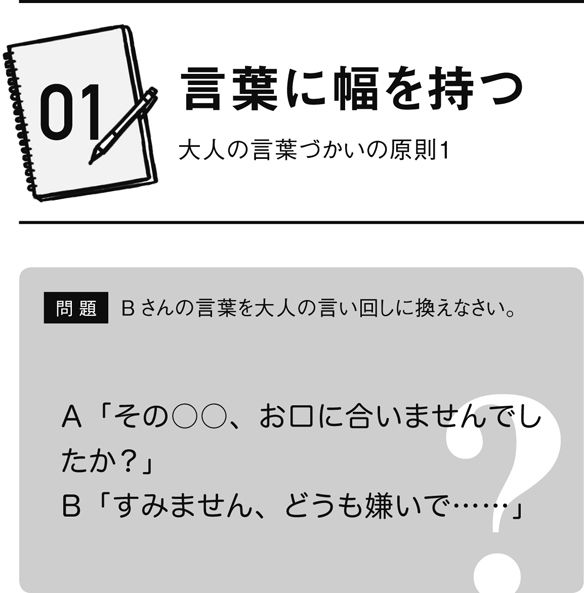 01
言葉に幅を持つ
大人の言葉づかいの原則1
問題 Bさんの言葉を大人の言い回しに換えなさい。
A「その○○、お口に合いませんでし
たか？」
B「すみません、どうも嫌いで……」
?